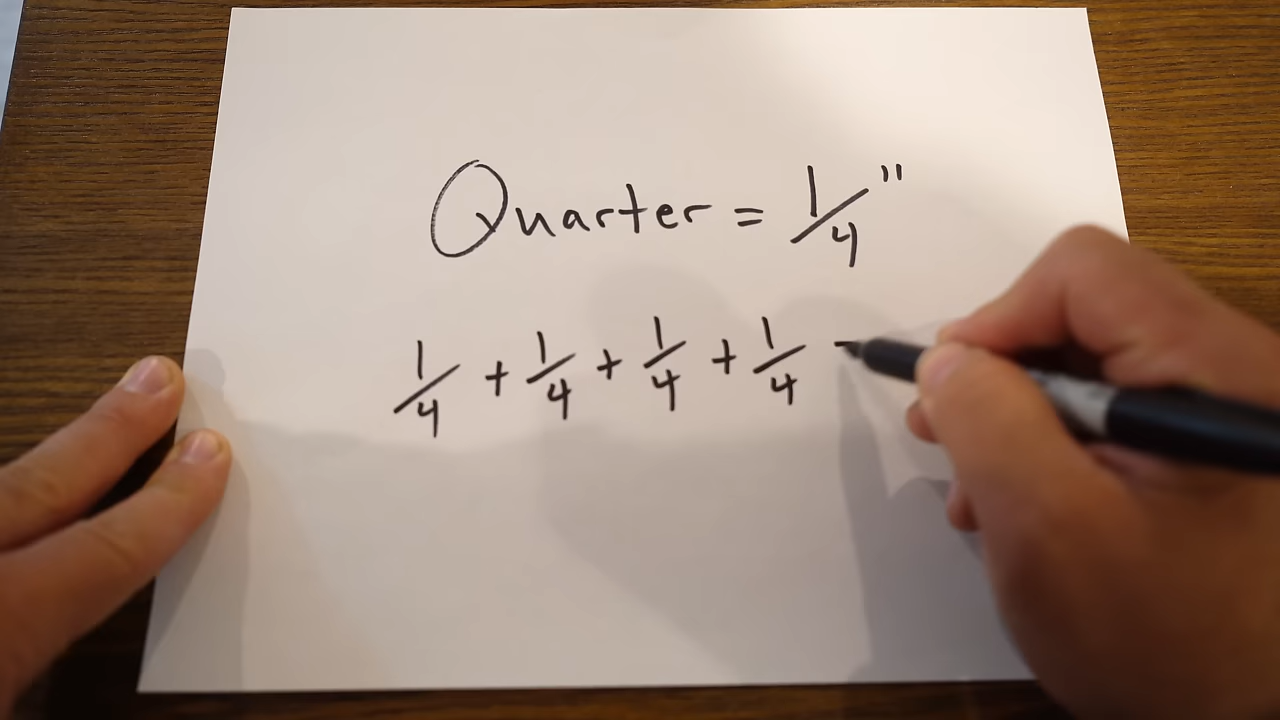 Quarter = 1/4"
1/4 + 1/4 + 1/4 + 1/4 -